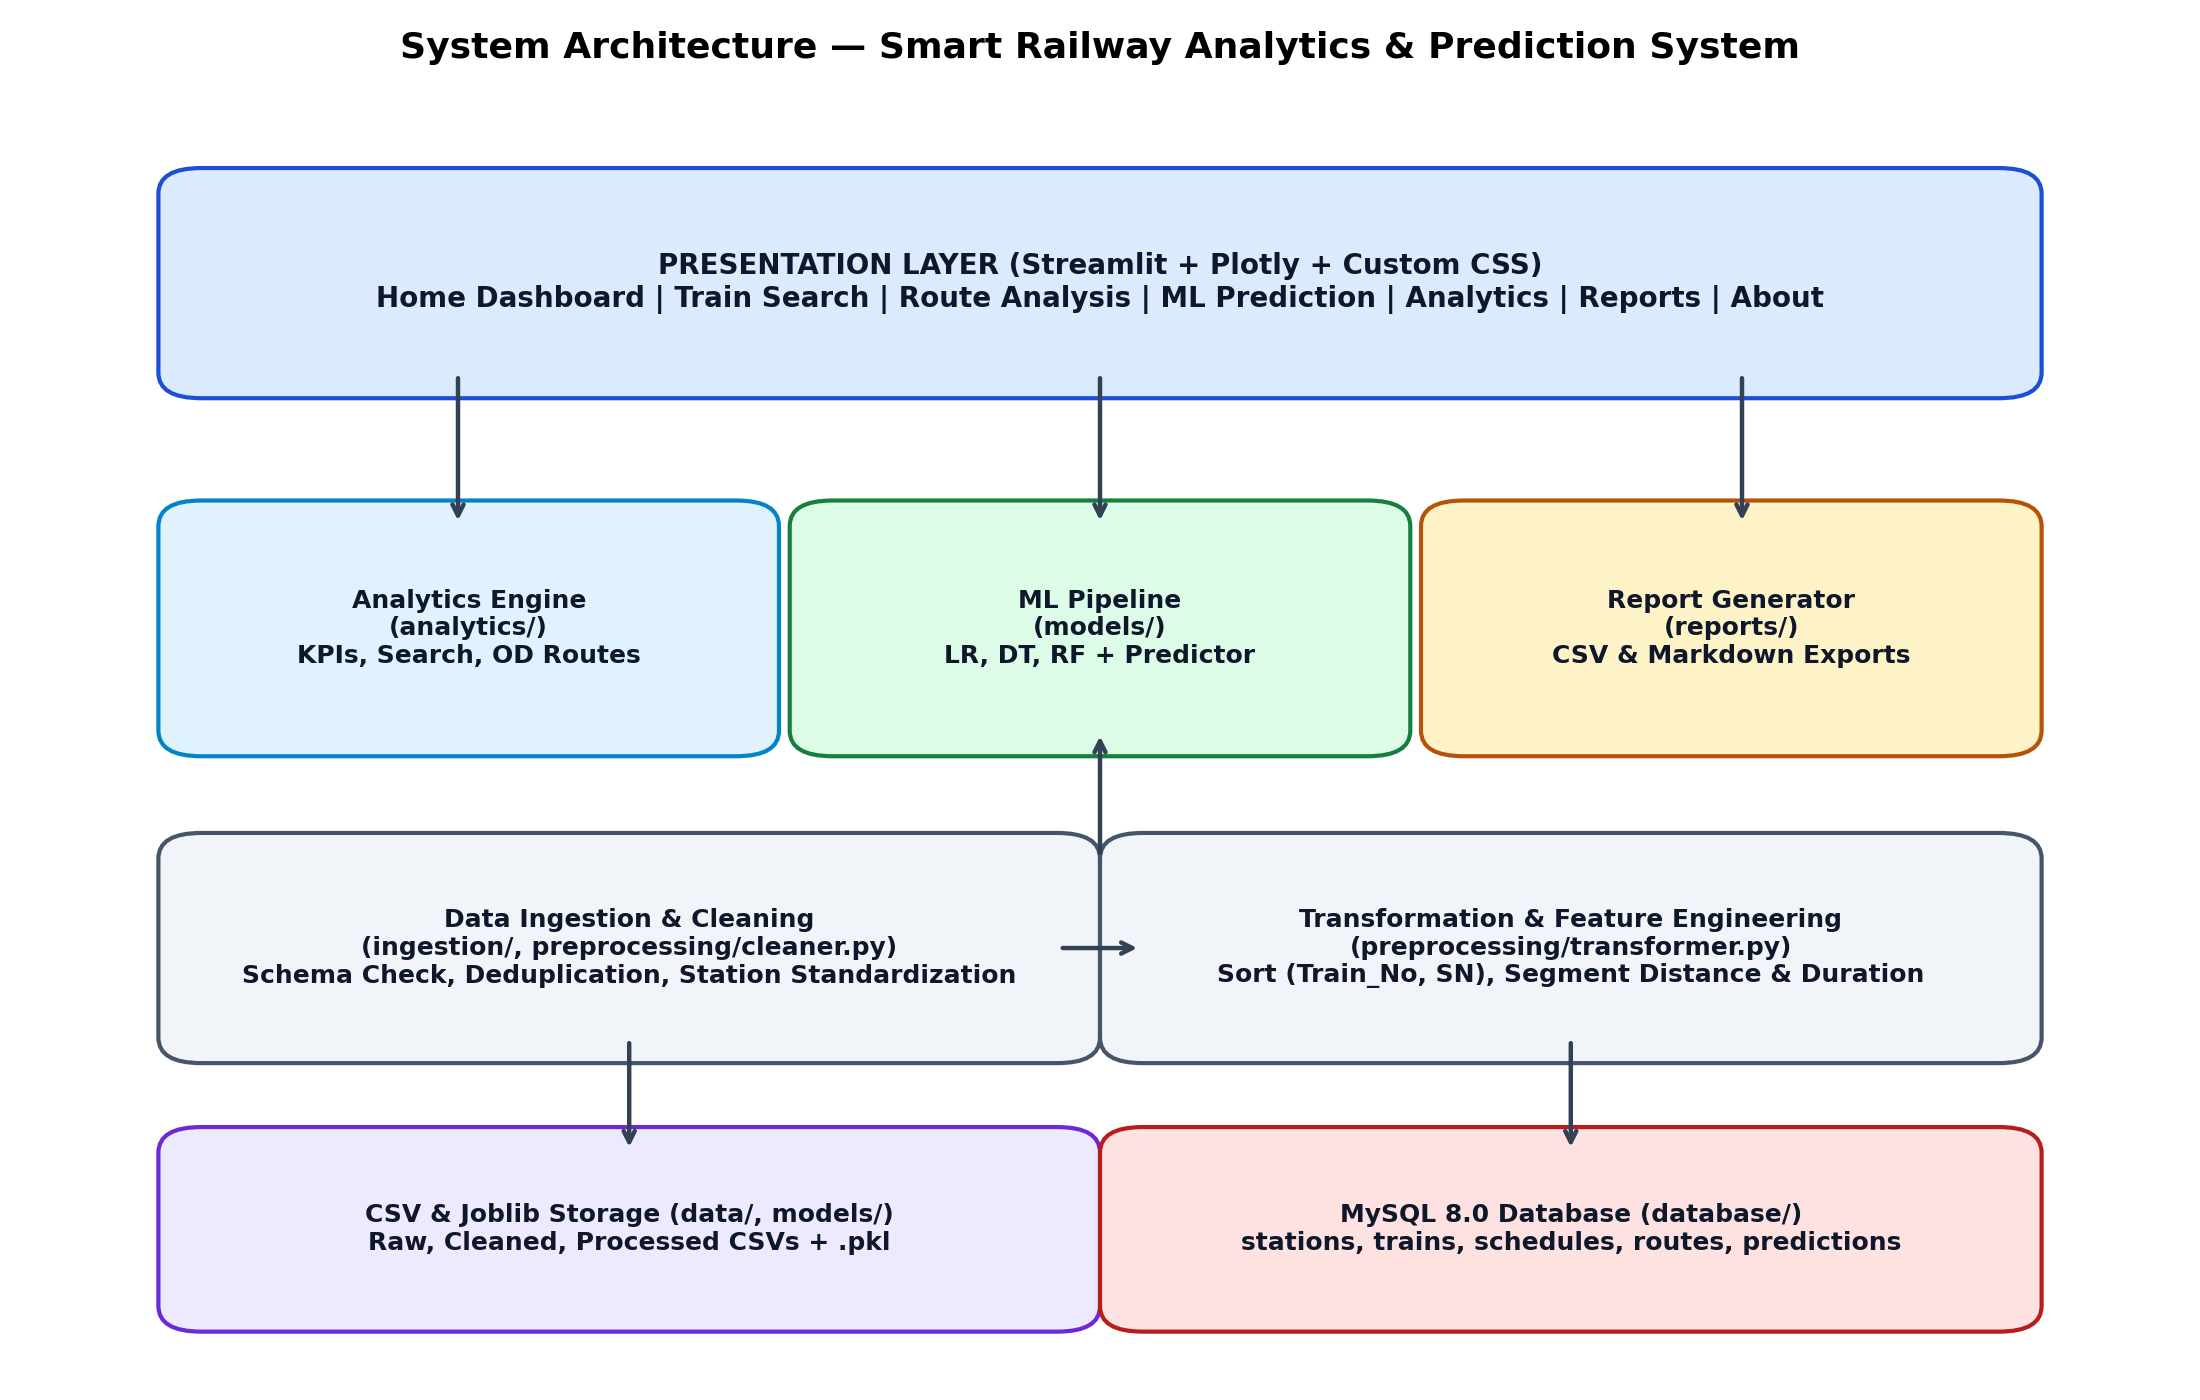 System Architecture — Smart Railway Analytics & Prediction System
PRESENTATION LAYER (Streamlit + Plotly + Custom CSS)
Home Dashboard | Train Search | Route Analysis | ML Prediction | Analytics | Reports | About
Analytics Engine
(analytics/)
KPIs, Search, OD Routes
ML Pipeline
(models/)
LR, DT, RF + Predictor
Report Generator
(reports/)
CSV & Markdown Exports
Data Ingestion & Cleaning
(ingestion/, preprocessing/cleaner.py)
Schema Check, Deduplication, Station Standardization
Transformation & Feature Engineering
(preprocessing/transformer.py)
Sort (Train_No, SN), Segment Distance & Duration
CSV & Joblib Storage (data/, models/)
Raw, Cleaned, Processed CSVs + .pkl
MySQL 8.0 Database (database/)
stations, trains, schedules, routes, predictions